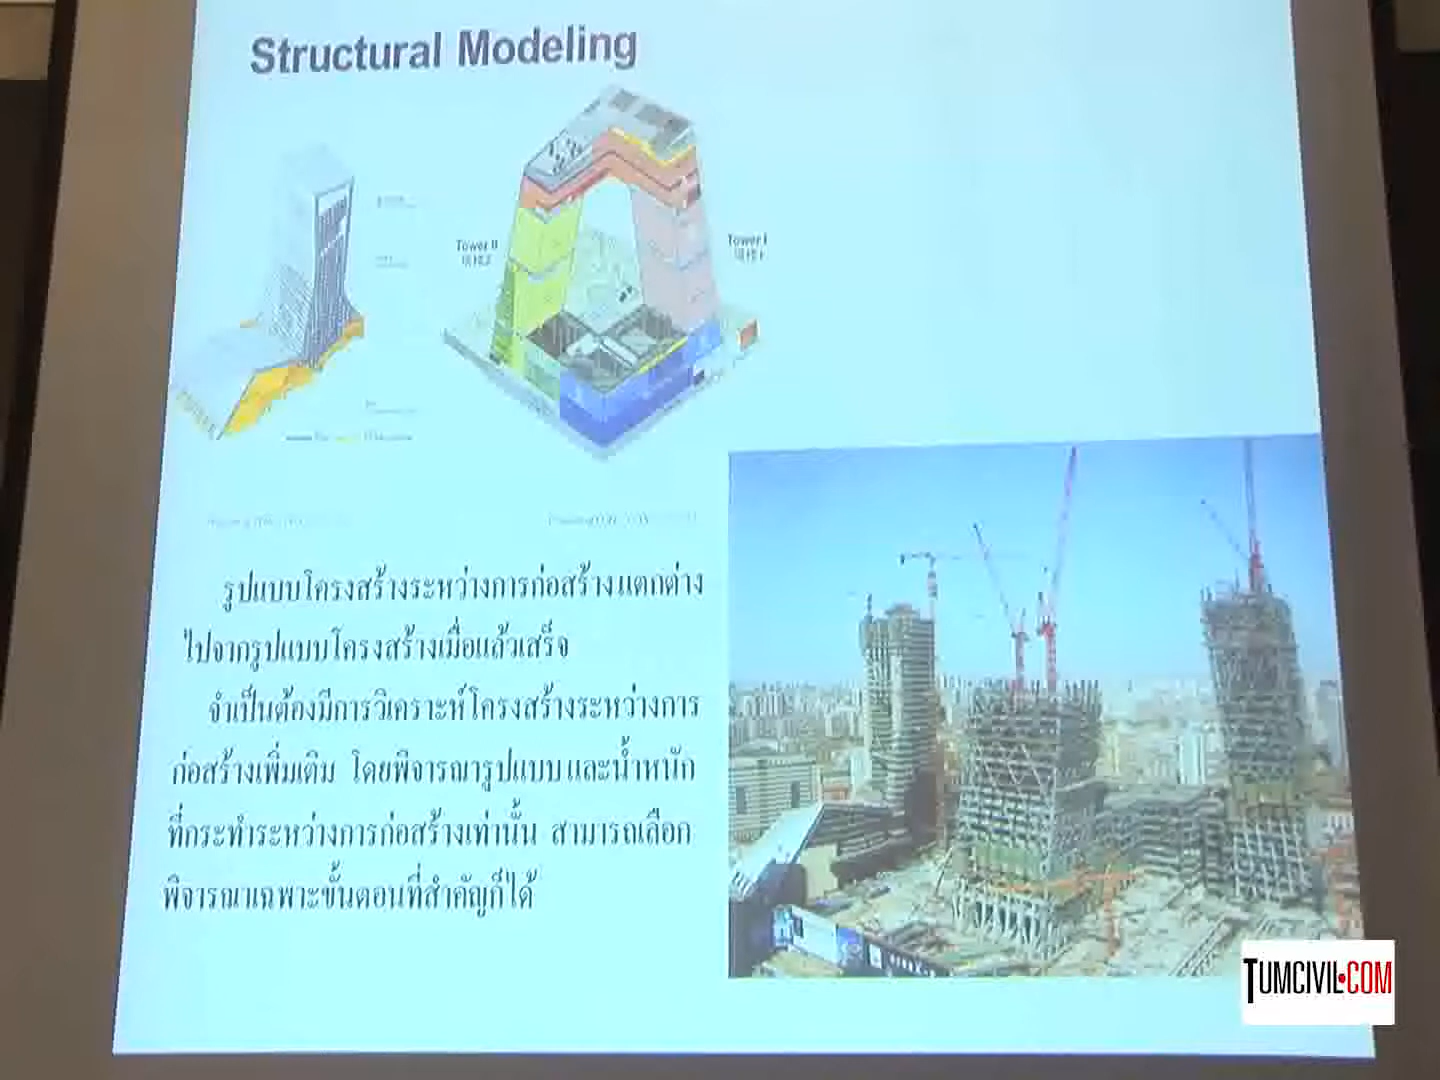 Structural Modeling
Tower II
Tower I
รูปแบบโครงสร้างระหว่างการก่อสร้างแตกต่าง
ไปจากรูปแบบโครงสร้างเมื่อแล้วเสร็จ
จำเป็นต้องมีการวิเคราะห์โครงสร้างระหว่างการ
ก่อสร้างเพิ่มเติม โดยพิจารณารูปแบบและน้ำหนัก
ที่กระทำระหว่างการก่อสร้างเท่านั้น สามารถเลือก
พิจารณาเฉพาะขั้นตอนที่สำคัญก็ได้
TUMCIVIL.COM